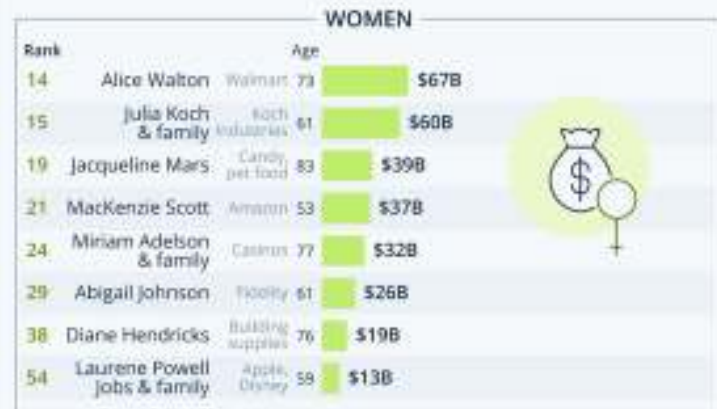 WOMEN
Rank Age
14 Alice Walton Walmart 73 $67B
15 Julia Koch & family Koch Industries 61 $60B
19 Jacqueline Mars Candy, pet food 83 $39B
21 MacKenzie Scott Amazon 53 $37B
24 Miriam Adelson & family Casinos 77 $32B
29 Abigail Johnson Fidelity 61 $26B
38 Diane Hendricks Building supplies 76 $19B
54 Laurene Powell Jobs & family Apple, Disney 59 $13B
$